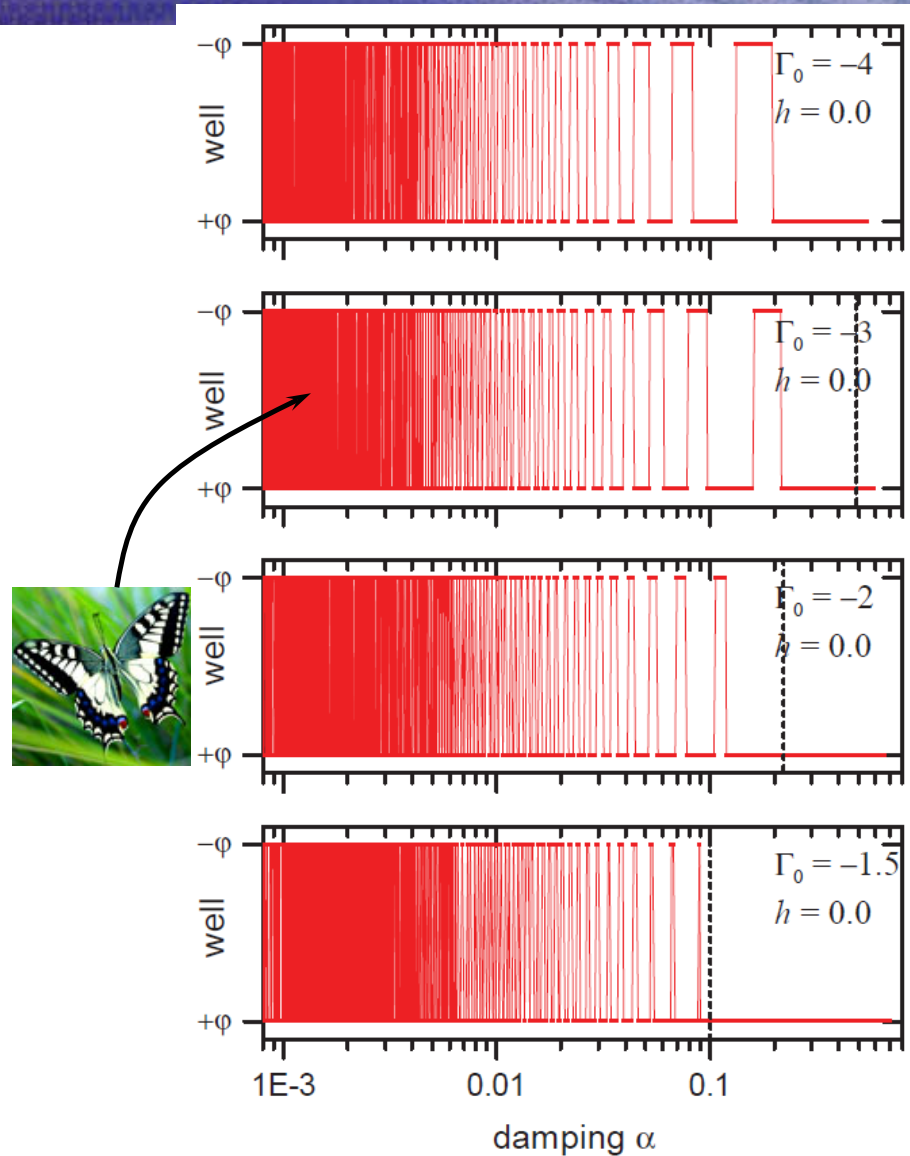 −φ
well
+φ
Γ₀ = −4
h = 0.0
−φ
well
+φ
Γ₀ = −3
h = 0.0
−φ
well
+φ
Γ₀ = −2
h = 0.0
−φ
well
+φ
Γ₀ = −1.5
h = 0.0
1E-3 0.01 0.1
damping α